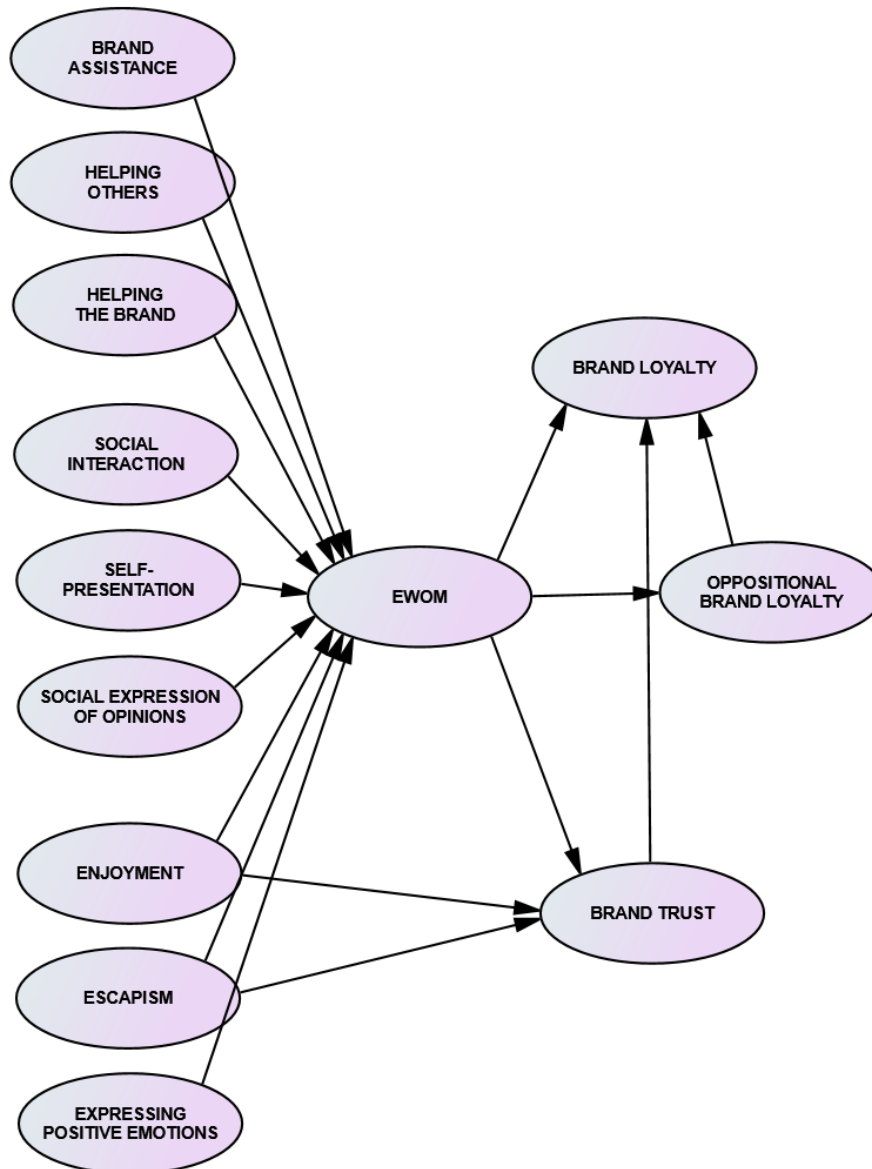 BRAND
ASSISTANCE
HELPING
OTHERS
HELPING
THE BRAND
SOCIAL
INTERACTION
SELF-
PRESENTATION
SOCIAL EXPRESSION
OF OPINIONS
ENJOYMENT
ESCAPISM
EXPRESSING
POSITIVE EMOTIONS
EWOM
BRAND LOYALTY
OPPOSITIONAL
BRAND LOYALTY
BRAND TRUST